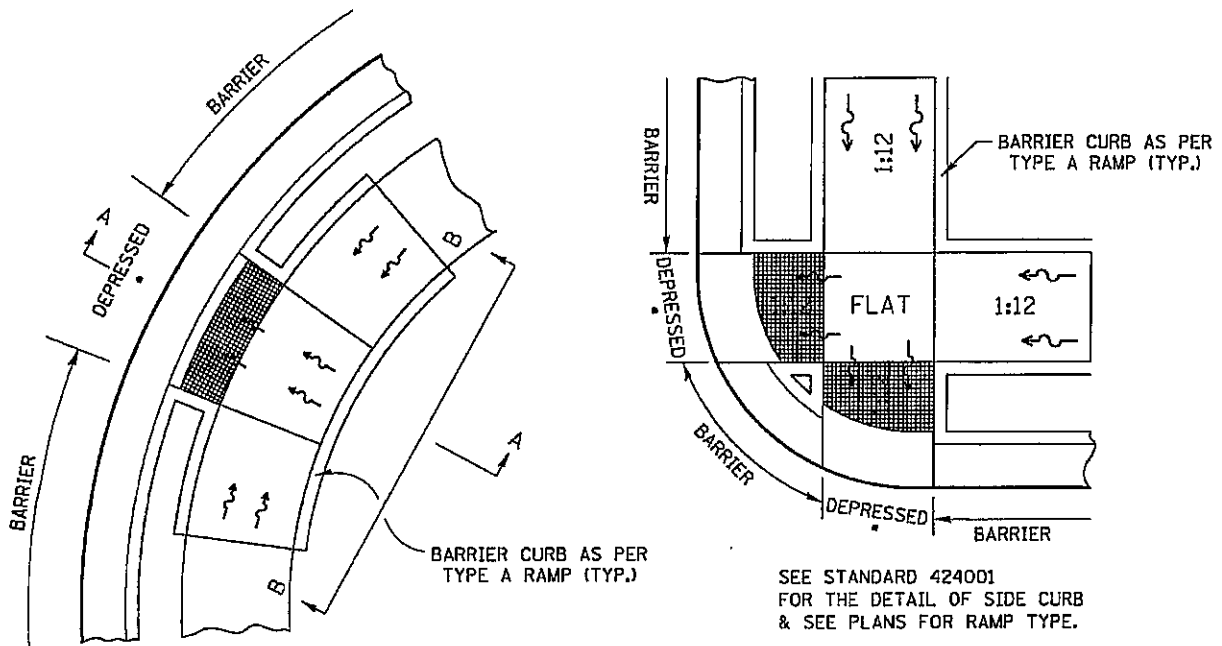 BARRIER
A
DEPRESSED
BARRIER
B
A
B
BARRIER CURB AS PER
TYPE A RAMP (TYP.)
BARRIER
DEPRESSED
BARRIER
DEPRESSED
BARRIER
1:12
FLAT
1:12
BARRIER CURB AS PER
TYPE A RAMP (TYP.)
SEE STANDARD 424001
FOR THE DETAIL OF SIDE CURB
& SEE PLANS FOR RAMP TYPE.